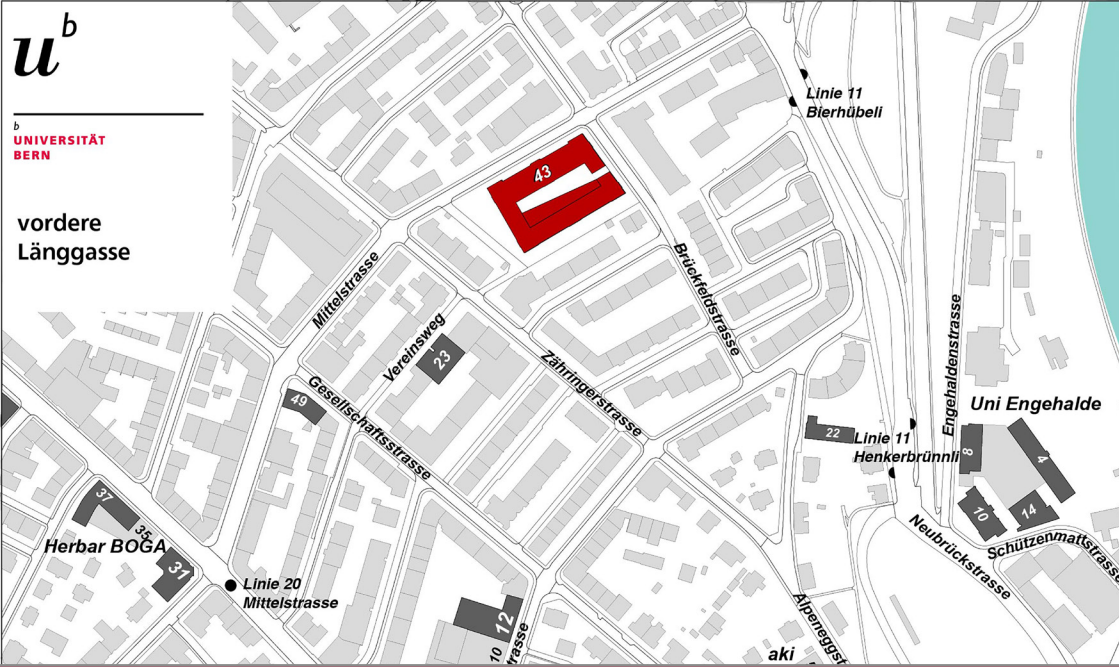 u^b
b
UNIVERSITÄT
BERN
vordere
Länggasse
Linie 11
Bierhübeli
43
Mittelstrasse
Brückfeldstrasse
Vereinsweg
23
Zähringerstrasse
Gesellschaftsstrasse
49
Engehaldenstrasse
Uni Engehalde
22
Linie 11
Henkerbrünnli
8
4
10
14
37
35
Herbar BOGA
31
Neubrückstrasse
Schützenmattstrasse
Linie 20
Mittelstrasse
12
10
trasse
Alpeneggst
aki